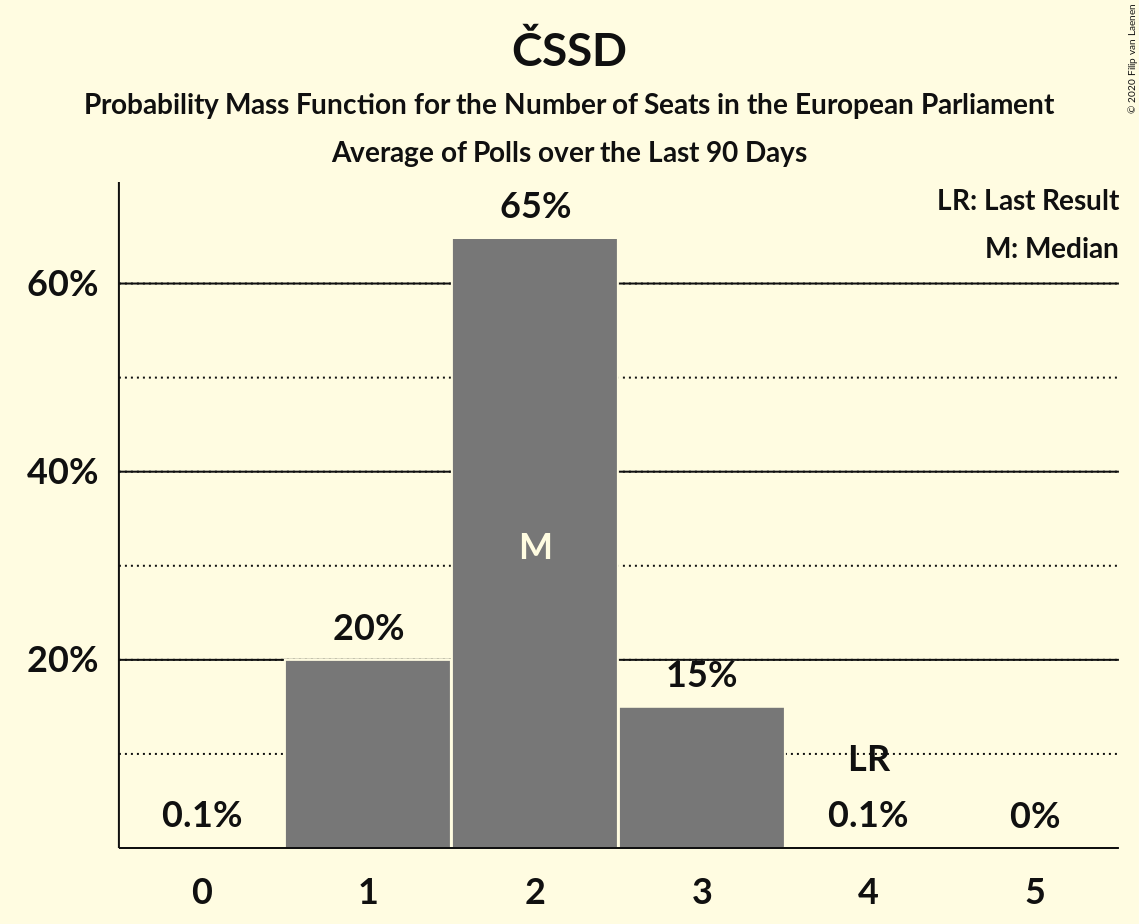 ČSSD
Probability Mass Function for the Number of Seats in the European Parliament
Average of Polls over the Last 90 Days
© 2020 Filip van Laenen
LR: Last Result
M: Median
65%
60%
40%
M
20%
20%
15%
LR
0.1%
0.1%
0%
0 1 2 3 4 5